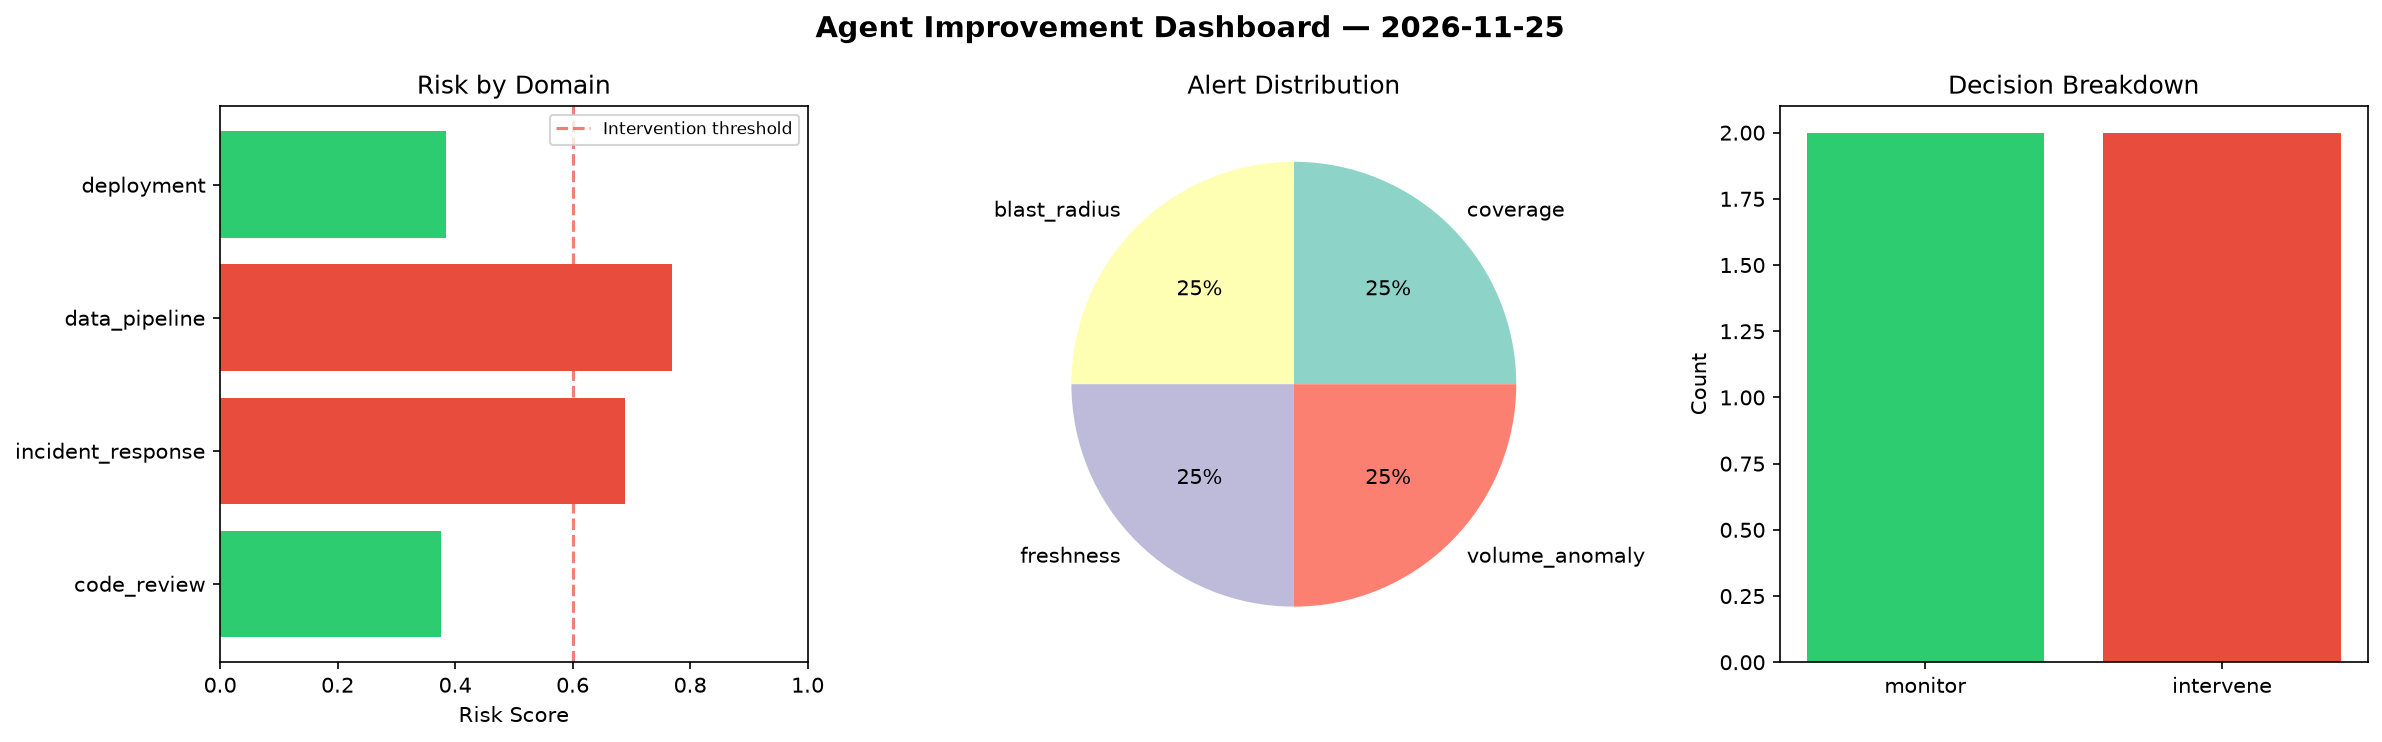 Agent Improvement Dashboard — 2026-11-25
Risk by Domain
Intervention threshold
deployment
data_pipeline
incident_response
code_review
0.0 0.2 0.4 0.6 0.8 1.0
Risk Score
Alert Distribution
blast_radius
coverage
25%
25%
25%
25%
freshness
volume_anomaly
Decision Breakdown
Count
2.00
1.75
1.50
1.25
1.00
0.75
0.50
0.25
0.00
monitor
intervene